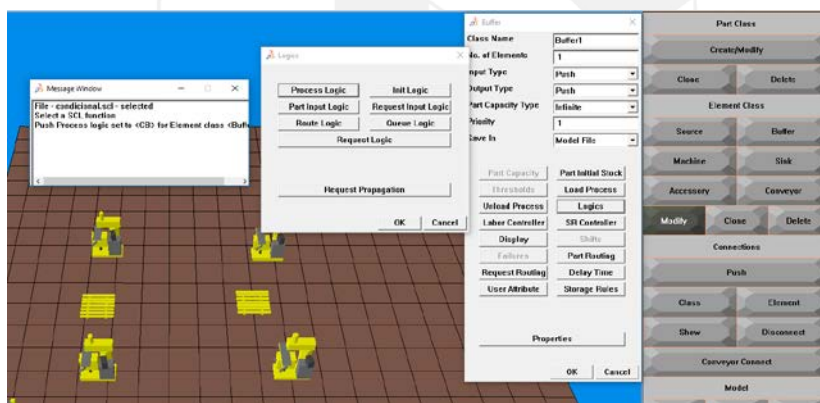 Message Window
File - condicional.scl - selected
Select a SCL function
Push Process logic set to <CB> for Element class <Buffe
Logics
Process Logic
Init Logic
Part Input Logic
Request Input Logic
Route Logic
Queue Logic
Request Logic
Request Propagation
OK
Cancel
Buffer
Class Name
Buffer1
No. of Elements
1
Input Type
Push
Output Type
Push
Part Capacity Type
Infinite
Priority
1
Save In
Model File
Part Capacity
Part Initial Stock
Thresholds
Load Process
Unload Process
Logics
Labor Controller
SR Controller
Display
Shifts
Failures
Part Routing
Request Routing
Delay Time
User Attribute
Storage Rules
Properties
OK
Cancel
Part Class
Create/Modify
Clone
Delete
Element Class
Source
Buffer
Machine
Sink
Accessory
Conveyor
Modify
Clone
Delete
Connections
Push
Class
Element
Show
Disconnect
Conveyor Connect
Model